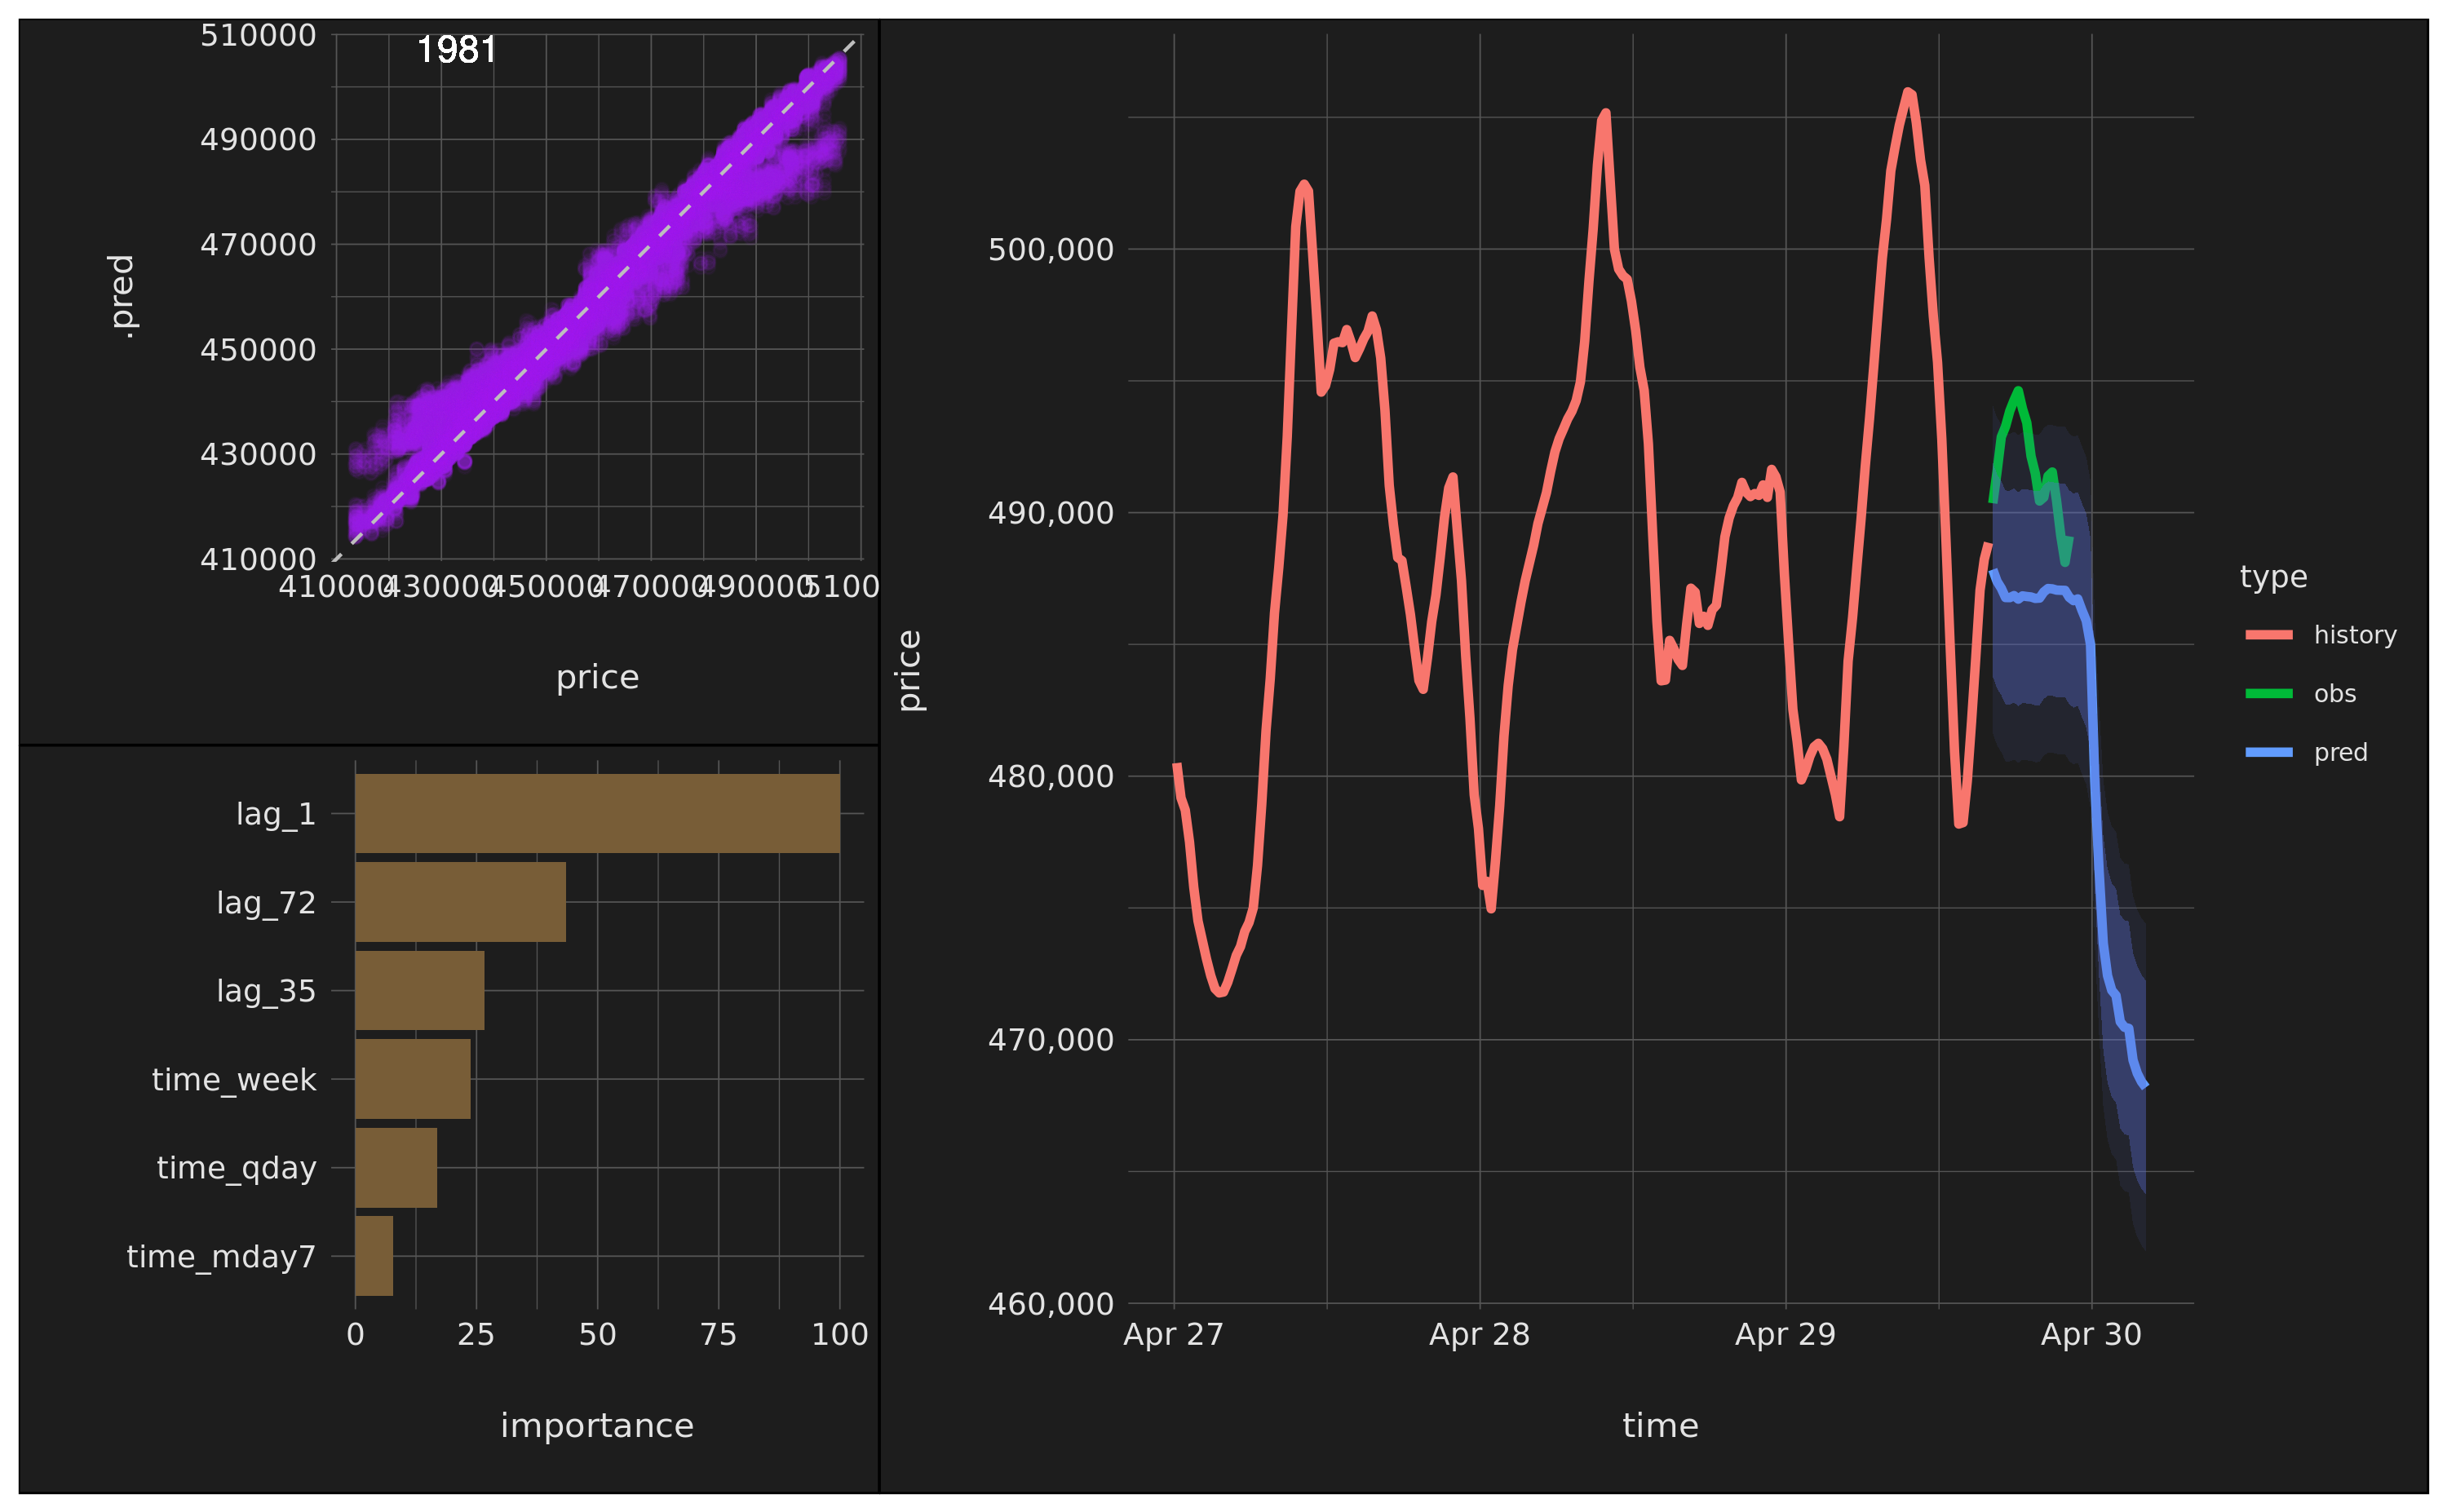 510000
490000
470000
450000
430000
410000
.pred
1981
410000 430000 450000 470000 490000 5100
price
lag_1
lag_72
lag_35
time_week
time_qday
time_mday7
0 25 50 75 100
importance
price
500,000
490,000
480,000
470,000
460,000
Apr 27 Apr 28 Apr 29 Apr 30
time
type
history
obs
pred